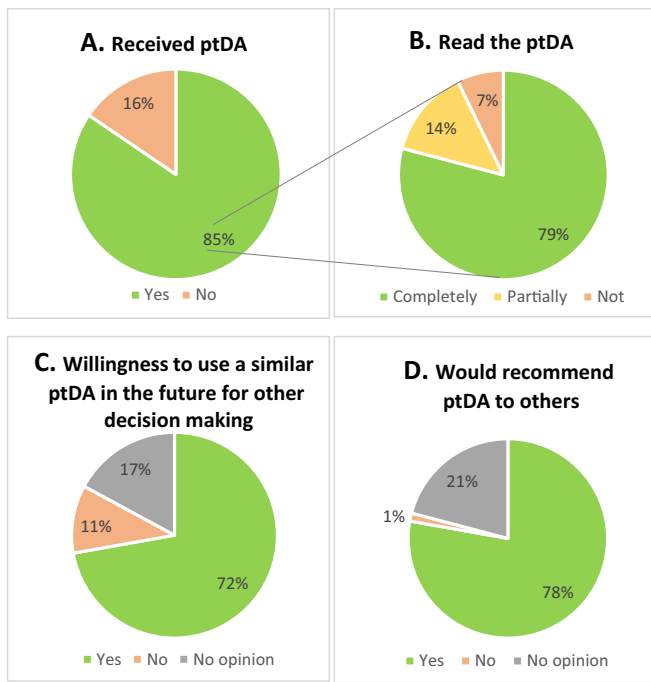 A. Received ptDA
16%
85%
Yes No
B. Read the ptDA
7%
14%
79%
Completely Partially Not
C. Willingness to use a similar
ptDA in the future for other
decision making
17%
11%
72%
Yes No No opinion
D. Would recommend
ptDA to others
21%
1%
78%
Yes No No opinion